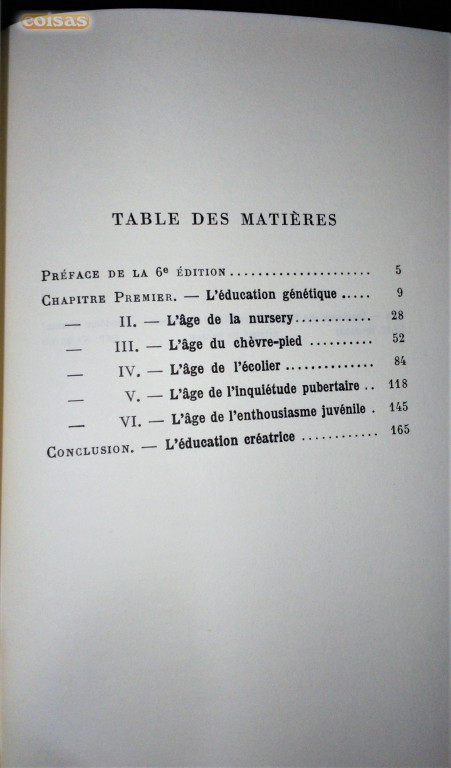 coisas
TABLE DES MATIÈRES
PRÉFACE DE LA 6e ÉDITION..................... 5
CHAPITRE PREMIER. — L'éducation génétique ..... 9
— II. — L'âge de la nursery............ 28
— III. — L'âge du chèvre-pied .......... 52
— IV. — L'âge de l'écolier .............. 84
— V. — L'âge de l'inquiétude pubertaire .. 118
— VI. — L'âge de l'enthousiasme juvénile . 145
CONCLUSION. — L'éducation créatrice ............ 165